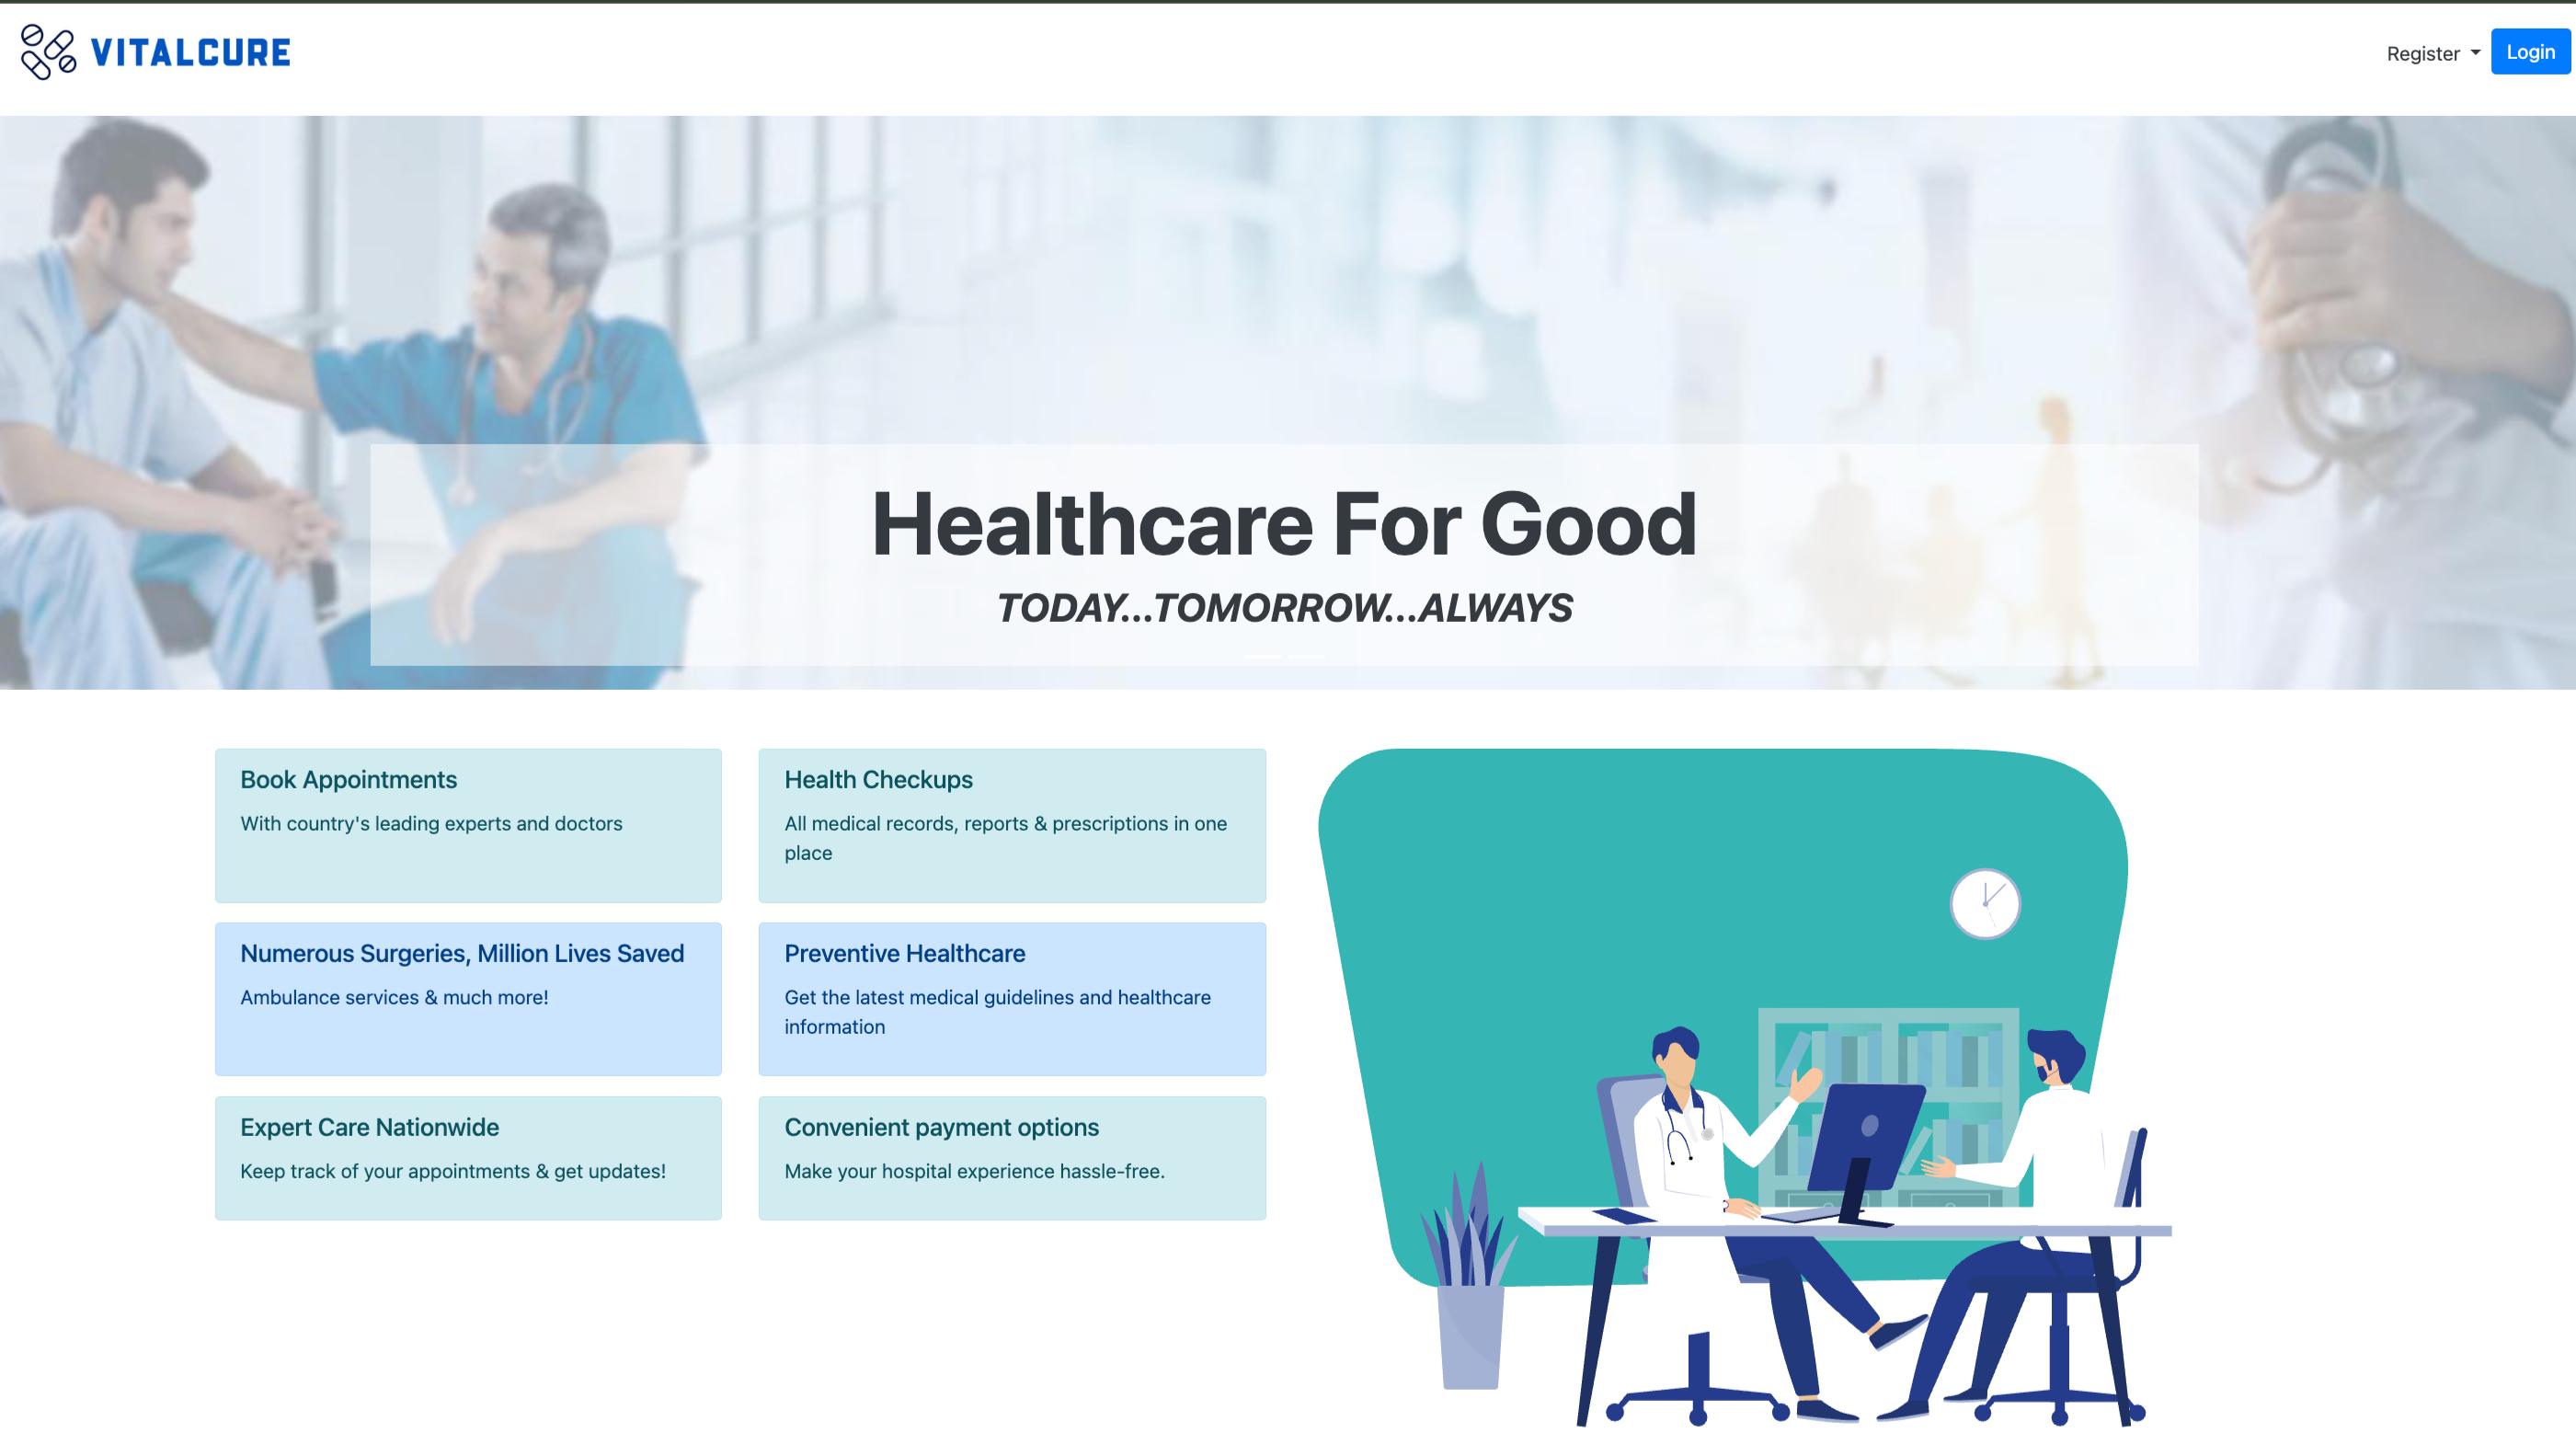 VITALCURE
Register
Login
Healthcare For Good
TODAY...TOMORROW...ALWAYS
Book Appointments
With country's leading experts and doctors
Health Checkups
All medical records, reports & prescriptions in one
place
Numerous Surgeries, Million Lives Saved
Ambulance services & much more!
Preventive Healthcare
Get the latest medical guidelines and healthcare
information
Expert Care Nationwide
Keep track of your appointments & get updates!
Convenient payment options
Make your hospital experience hassle-free.